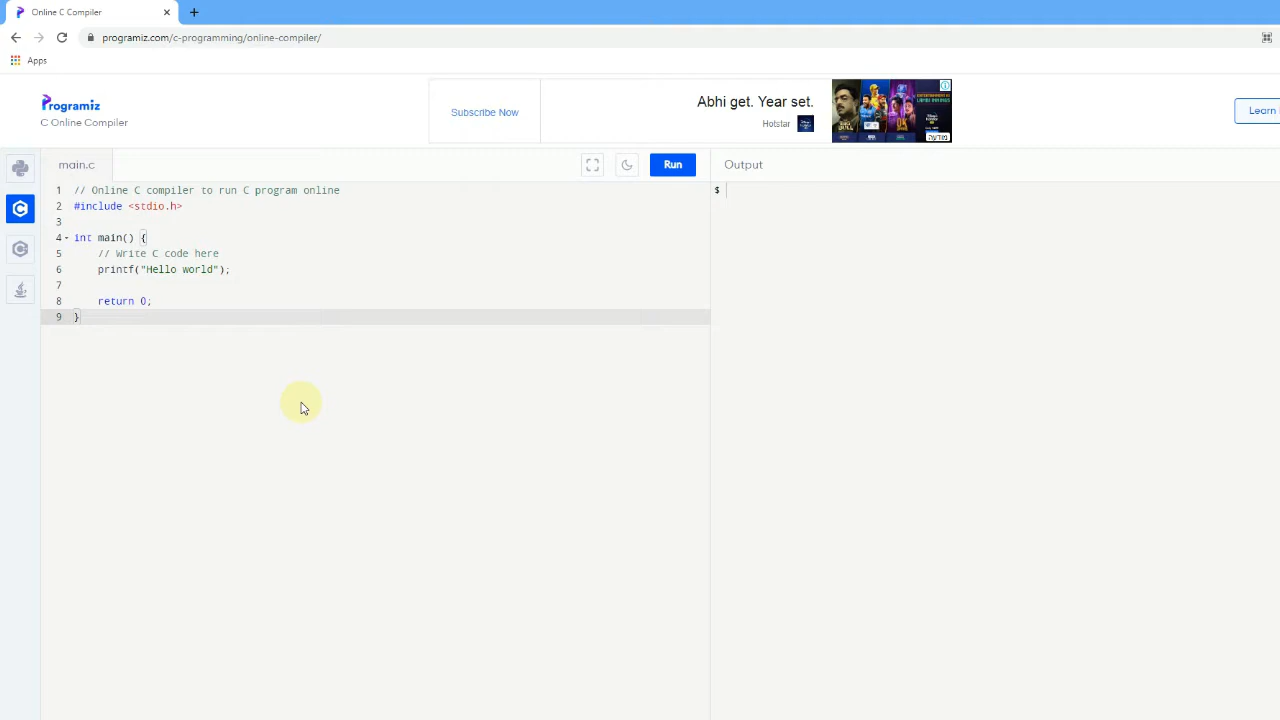 Online C Compiler
programiz.com/c-programming/online-compiler/
Apps
Programiz
C Online Compiler
Subscribe Now
Abhi get. Year set.
Hotstar
Learn
main.c
Run
Output
1 // Online C compiler to run C program online
2 #include <stdio.h>
3
4 int main() {
5 // Write C code here
6 printf("Hello world");
7
8 return 0;
9 }
$